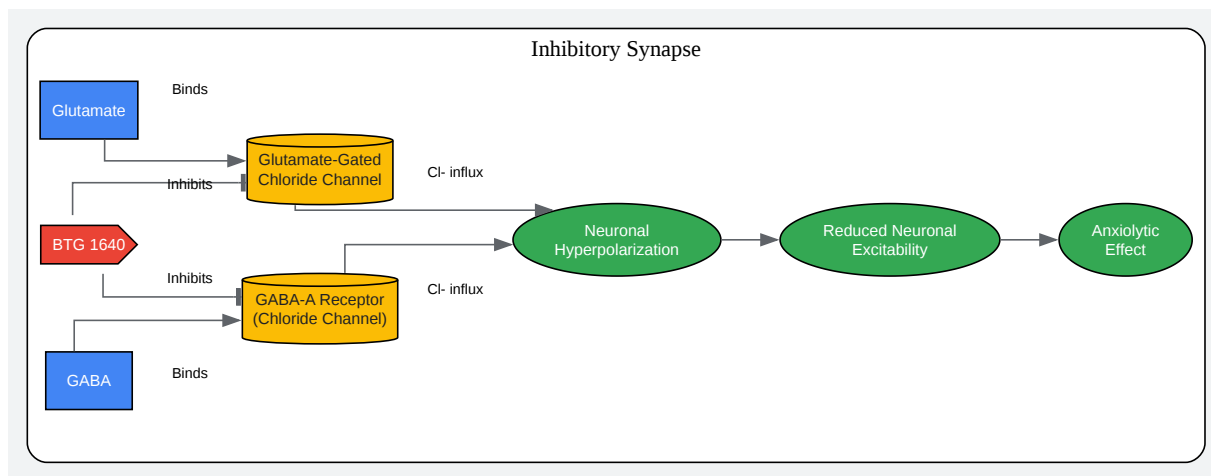 Inhibitory Synapse
Glutamate
Binds
Glutamate-Gated
Chloride Channel
Cl- influx
Inhibits
BTG 1640
Neuronal
Hyperpolarization
Reduced Neuronal
Excitability
Anxiolytic
Effect
Inhibits
GABA-A Receptor
(Chloride Channel)
Cl- influx
GABA
Binds